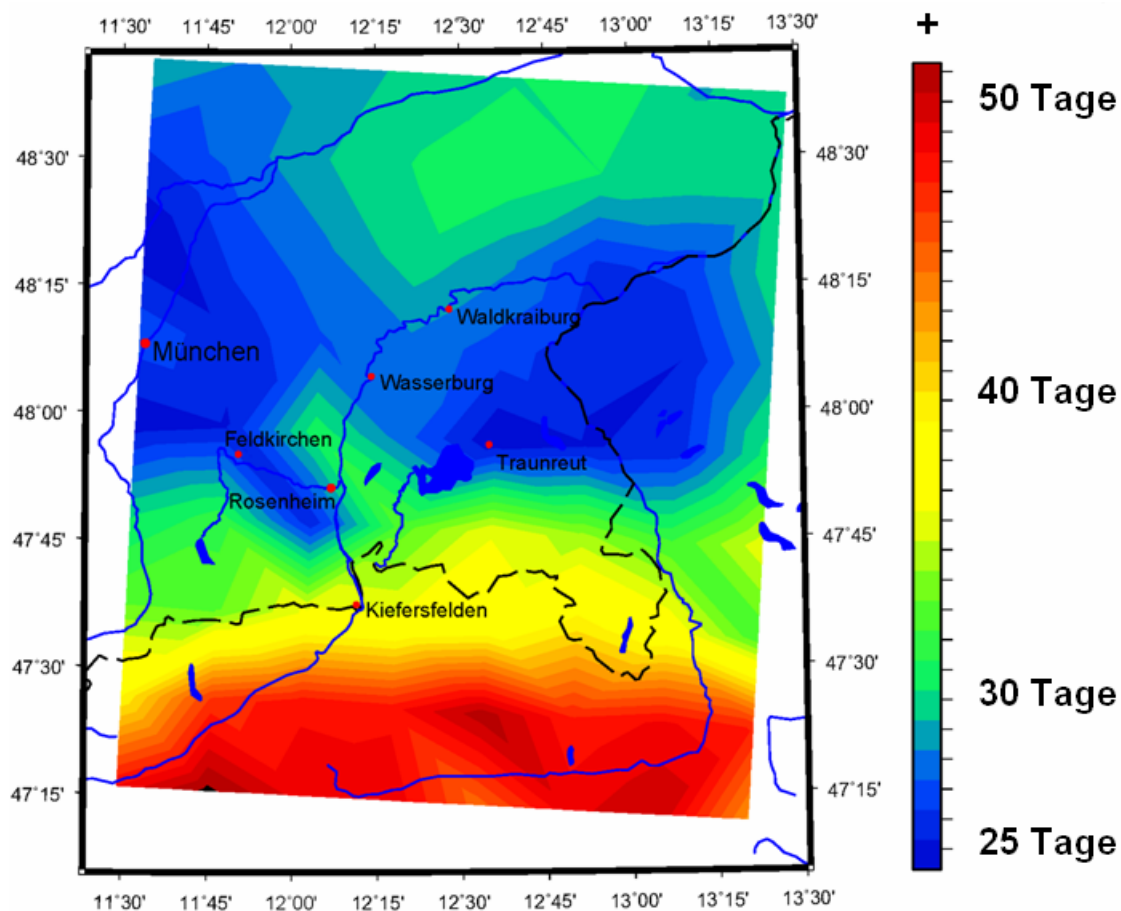 11˚30' 11˚45' 12˚00' 12˚15' 12˚30' 12˚45' 13˚00' 13˚15' 13˚30'
+
50 Tage
48˚30' 48˚30'
48˚15' 48˚15'
Waldkraiburg
München
Wasserburg
40 Tage
48˚00' 48˚00'
Feldkirchen
Traunreut
Rosenheim
47˚45' 47˚45'
Kiefersfelden
47˚30' 47˚30'
30 Tage
47˚15' 47˚15'
25 Tage
11˚30' 11˚45' 12˚00' 12˚15' 12˚30' 12˚45' 13˚00' 13˚15' 13˚30'